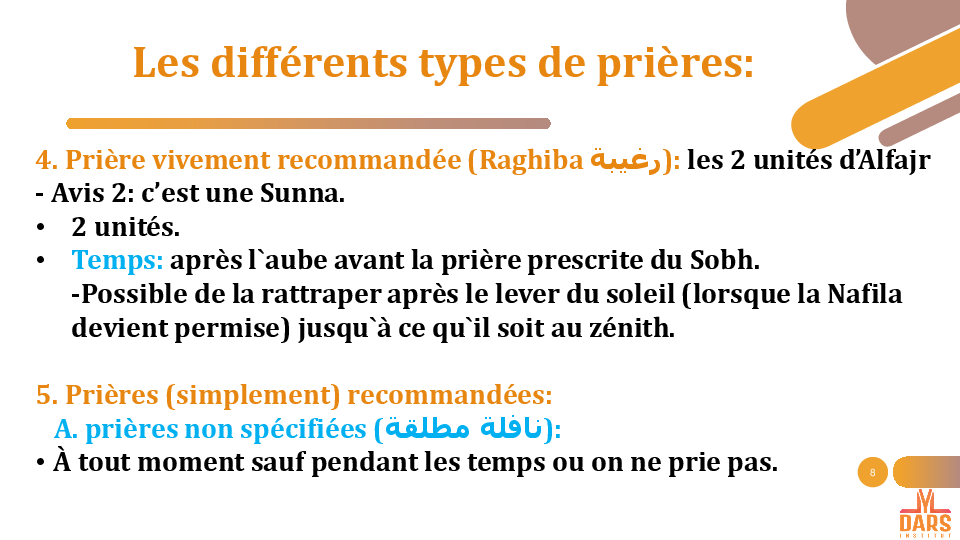 Les différents types de prières:
4. Prière vivement recommandée (Raghiba رغيبة): les 2 unités d’Alfajr
- Avis 2: c’est une Sunna.
• 2 unités.
• Temps: après l`aube avant la prière prescrite du Sobh.
-Possible de la rattraper après le lever du soleil (lorsque la Nafila
devient permise) jusqu`à ce qu`il soit au zénith.
5. Prières (simplement) recommandées:
A. prières non spécifiées (نافلة مطلقة):
• À tout moment sauf pendant les temps ou on ne prie pas.
8
DARS
INSTITUT